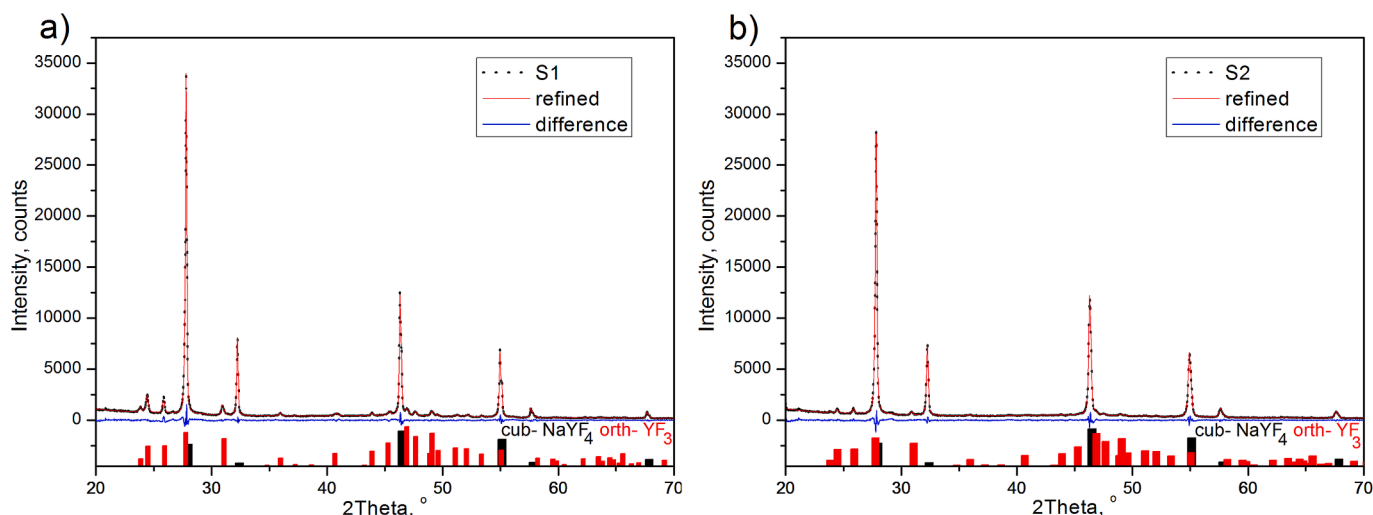 a)
35000
30000
25000
20000
15000
10000
5000
0
Intensity, counts
S1
refined
difference
cub- NaYF4 orth- YF3
20 30 40 50 60 70
2Theta, °
b)
35000
30000
25000
20000
15000
10000
5000
0
Intensity, counts
S2
refined
difference
cub- NaYF4 orth- YF3
20 30 40 50 60 70
2Theta, °